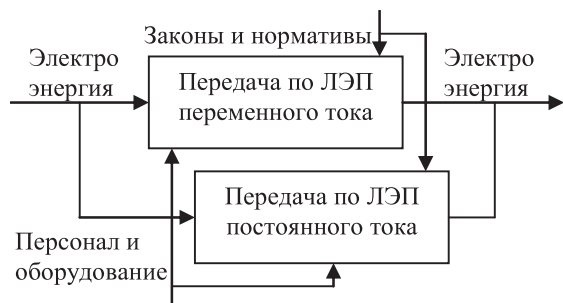 Законы и нормативы
Электро
энергия
Электро
энергия
Передача по ЛЭП
переменного тока
Передача по ЛЭП
постоянного тока
Персонал и
оборудование